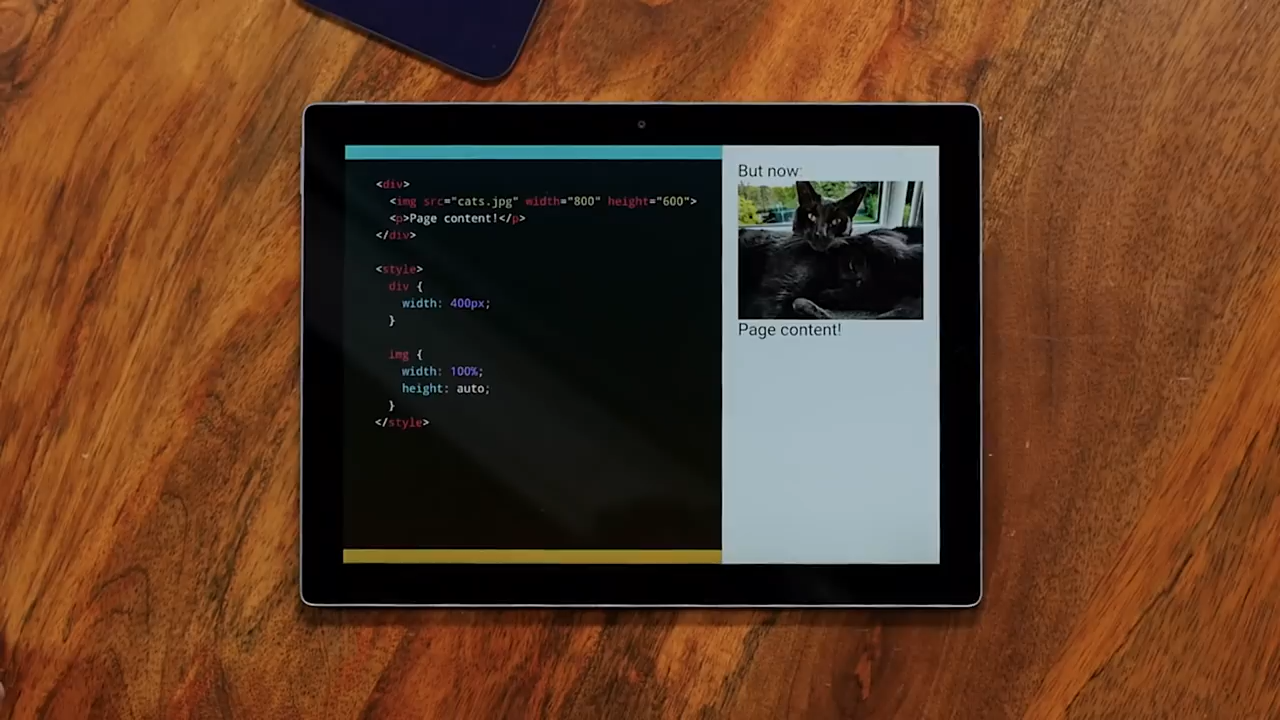 <div>
<img src="cats.jpg" width="800" height="600">
<p>Page content!</p>
</div>
<style>
div {
width: 400px;
}
img {
width: 100%;
height: auto;
}
</style>
But now:
Page content!